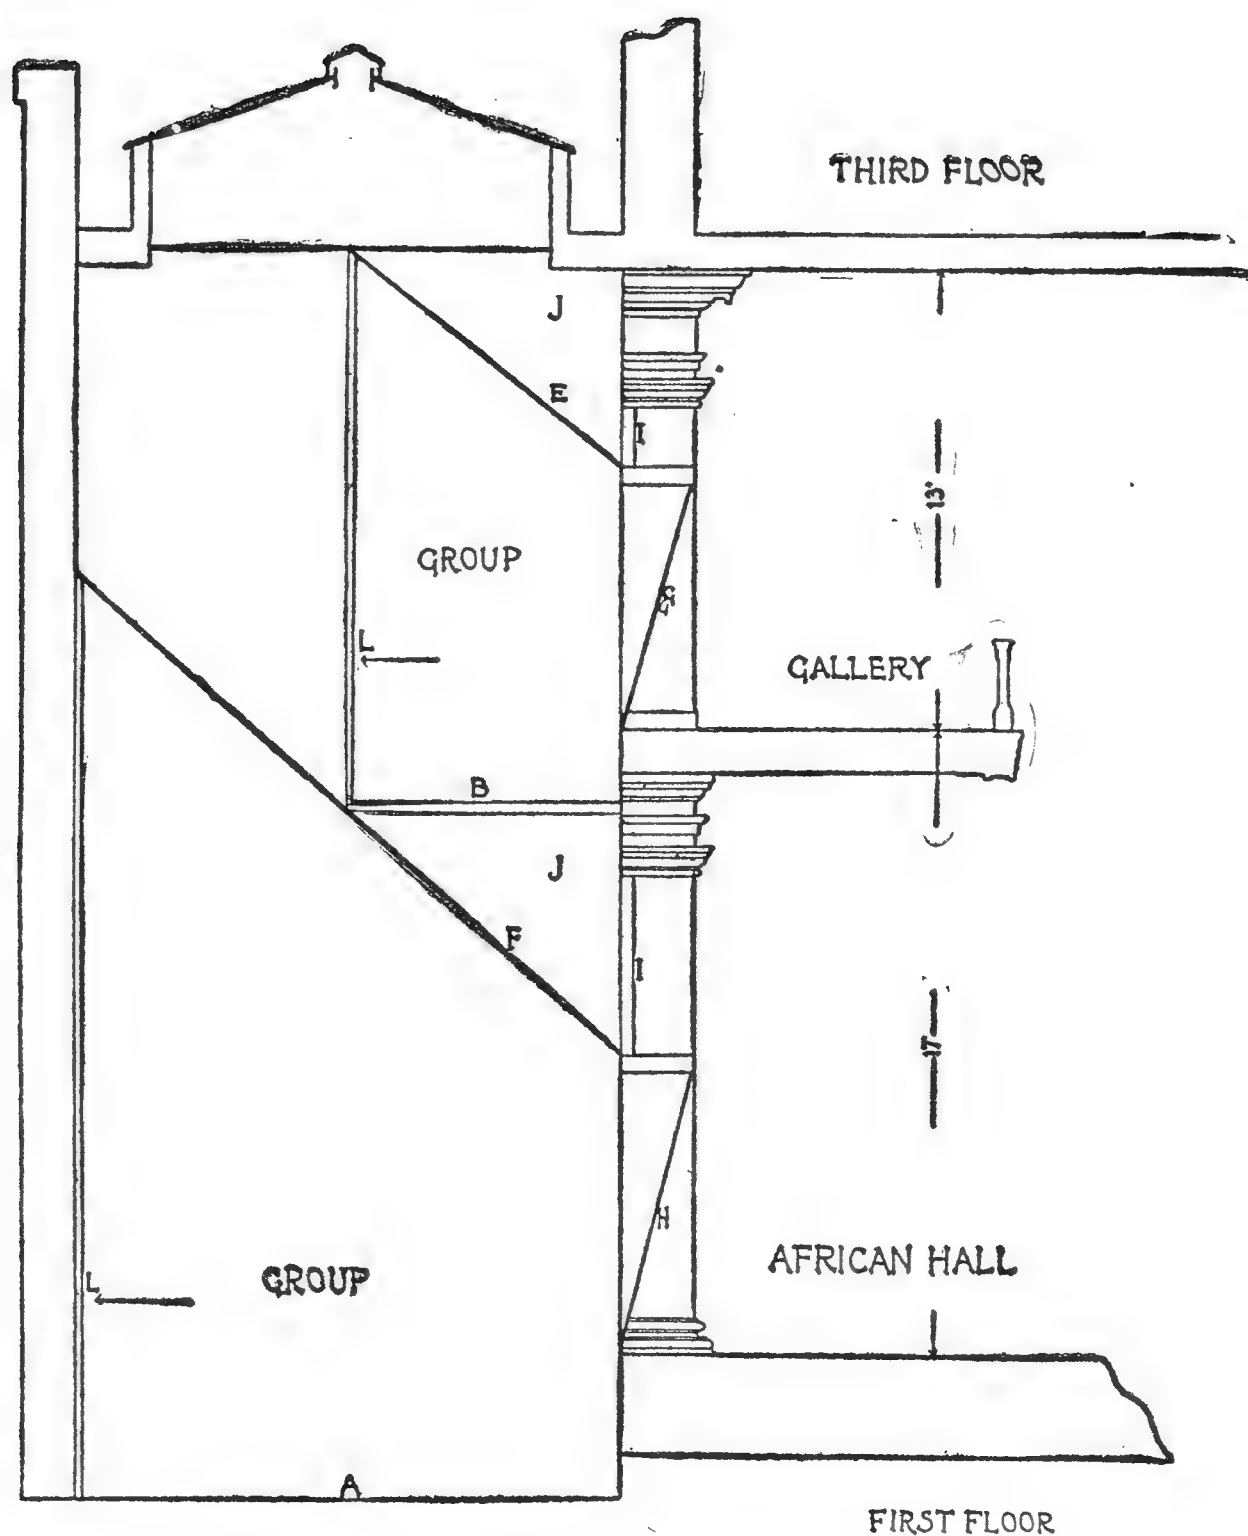 THIRD FLOOR
J
E
I
13'
GROUP
G
L
GALLERY
B
J
F
I
17
H
AFRICAN HALL
L
GROUP
A
FIRST FLOOR